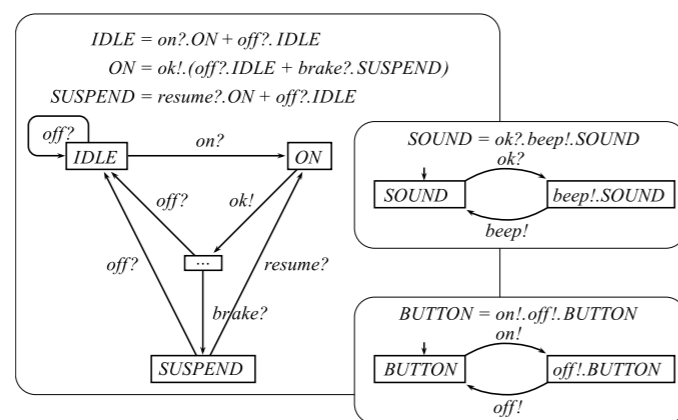 IDLE = on?.ON + off?.IDLE
ON = ok!.(off?.IDLE + brake?.SUSPEND)
SUSPEND = resume?.ON + off?.IDLE
off?
on?
IDLE
ON
off?
ok!
off?
...
resume?
brake?
SUSPEND
SOUND = ok?.beep!.SOUND
ok?
SOUND
beep!.SOUND
beep!
BUTTON = on!.off!.BUTTON
on!
BUTTON
off!.BUTTON
off!